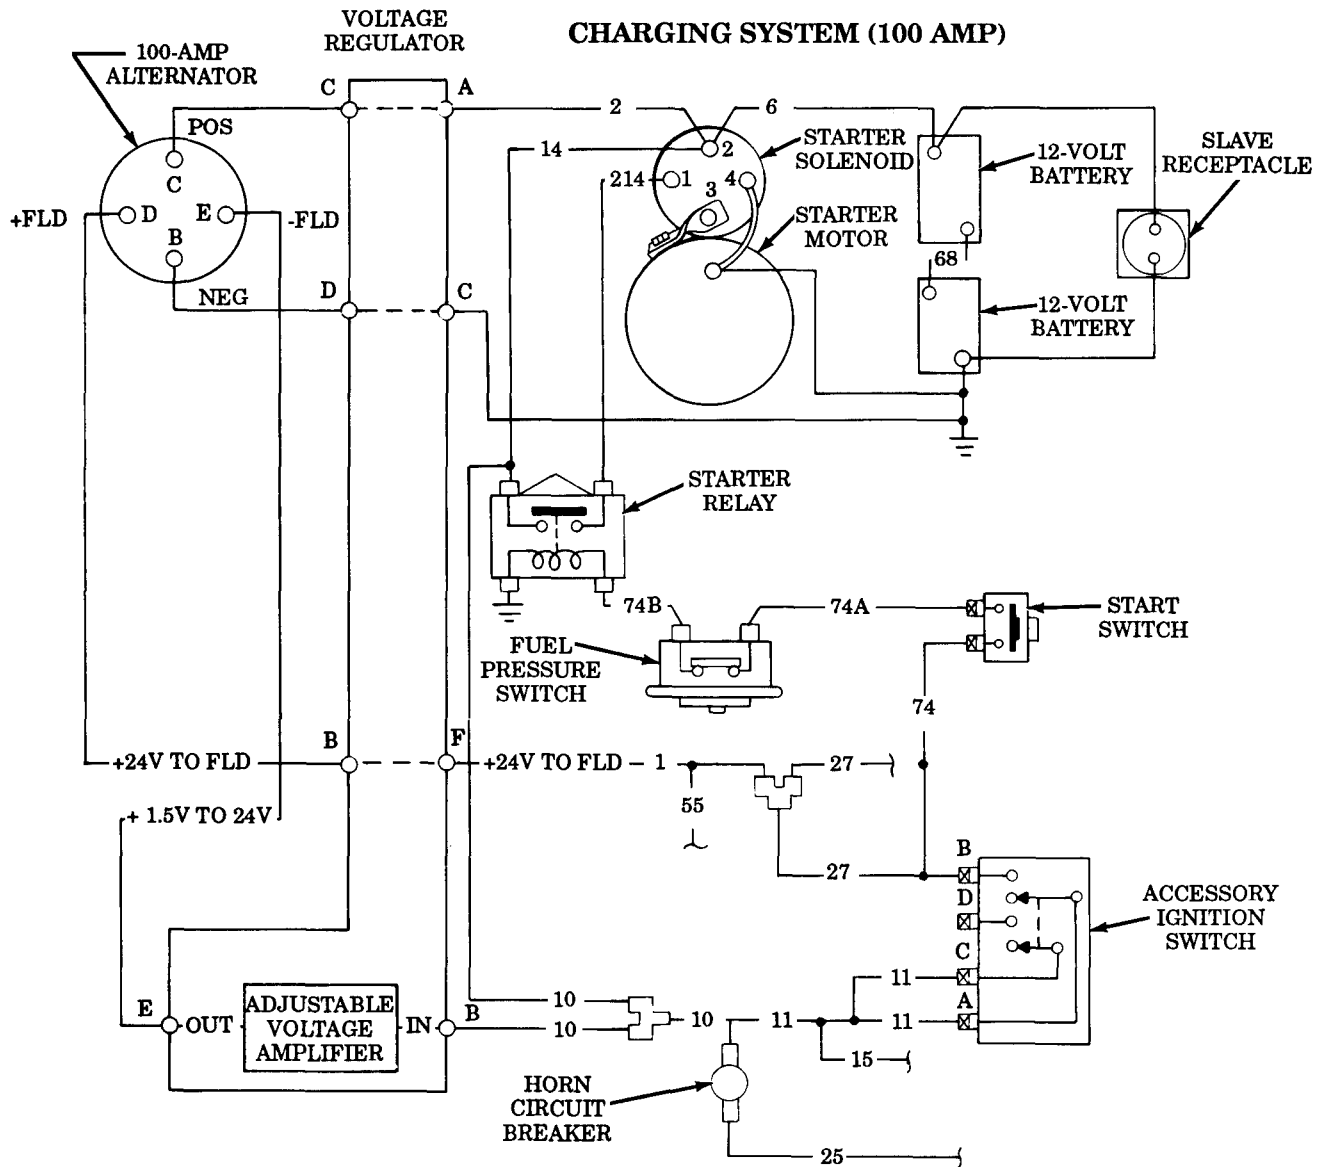 VOLTAGE
REGULATOR
CHARGING SYSTEM (100 AMP)
100-AMP
ALTERNATOR
C
A
2
6
POS
14
2
STARTER
SOLENOID
12-VOLT
BATTERY
SLAVE
RECEPTACLE
C
214
1
4
3
+FLD
D
E
-FLD
B
STARTER
MOTOR
68
NEG
D
C
12-VOLT
BATTERY
STARTER
RELAY
74B
74A
START
SWITCH
FUEL
PRESSURE
SWITCH
74
B
F
+24V TO FLD
+24V TO FLD
1
27
55
+ 1.5V TO 24V
27
B
D
C
A
ACCESSORY
IGNITION
SWITCH
11
E
OUT
ADJUSTABLE
VOLTAGE
AMPLIFIER
IN
B
10
10
10
11
11
15
HORN
CIRCUIT
BREAKER
25